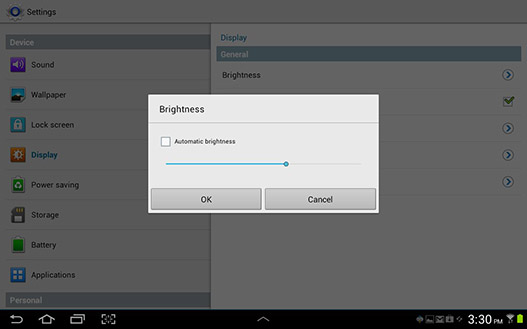 Settings
Device
Sound
Wallpaper
Lock screen
Display
Power saving
Storage
Battery
Applications
Personal
Display
General
Brightness
Brightness
Automatic brightness
OK
Cancel
3:30 PM